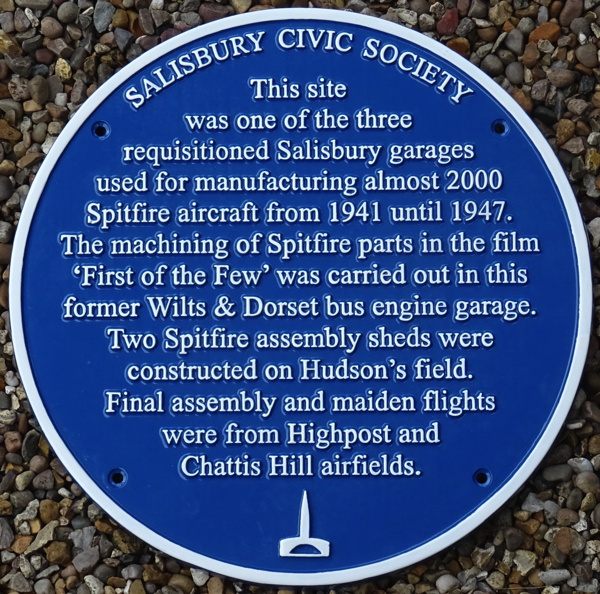 SALISBURY CIVIC SOCIETY
This site
was one of the three
requisitioned Salisbury garages
used for manufacturing almost 2000
Spitfire aircraft from 1941 until 1947.
The machining of Spitfire parts in the film
‘First of the Few’ was carried out in this
former Wilts & Dorset bus engine garage.
Two Spitfire assembly sheds were
constructed on Hudson’s field.
Final assembly and maiden flights
were from Highpost and
Chattis Hill airfields.